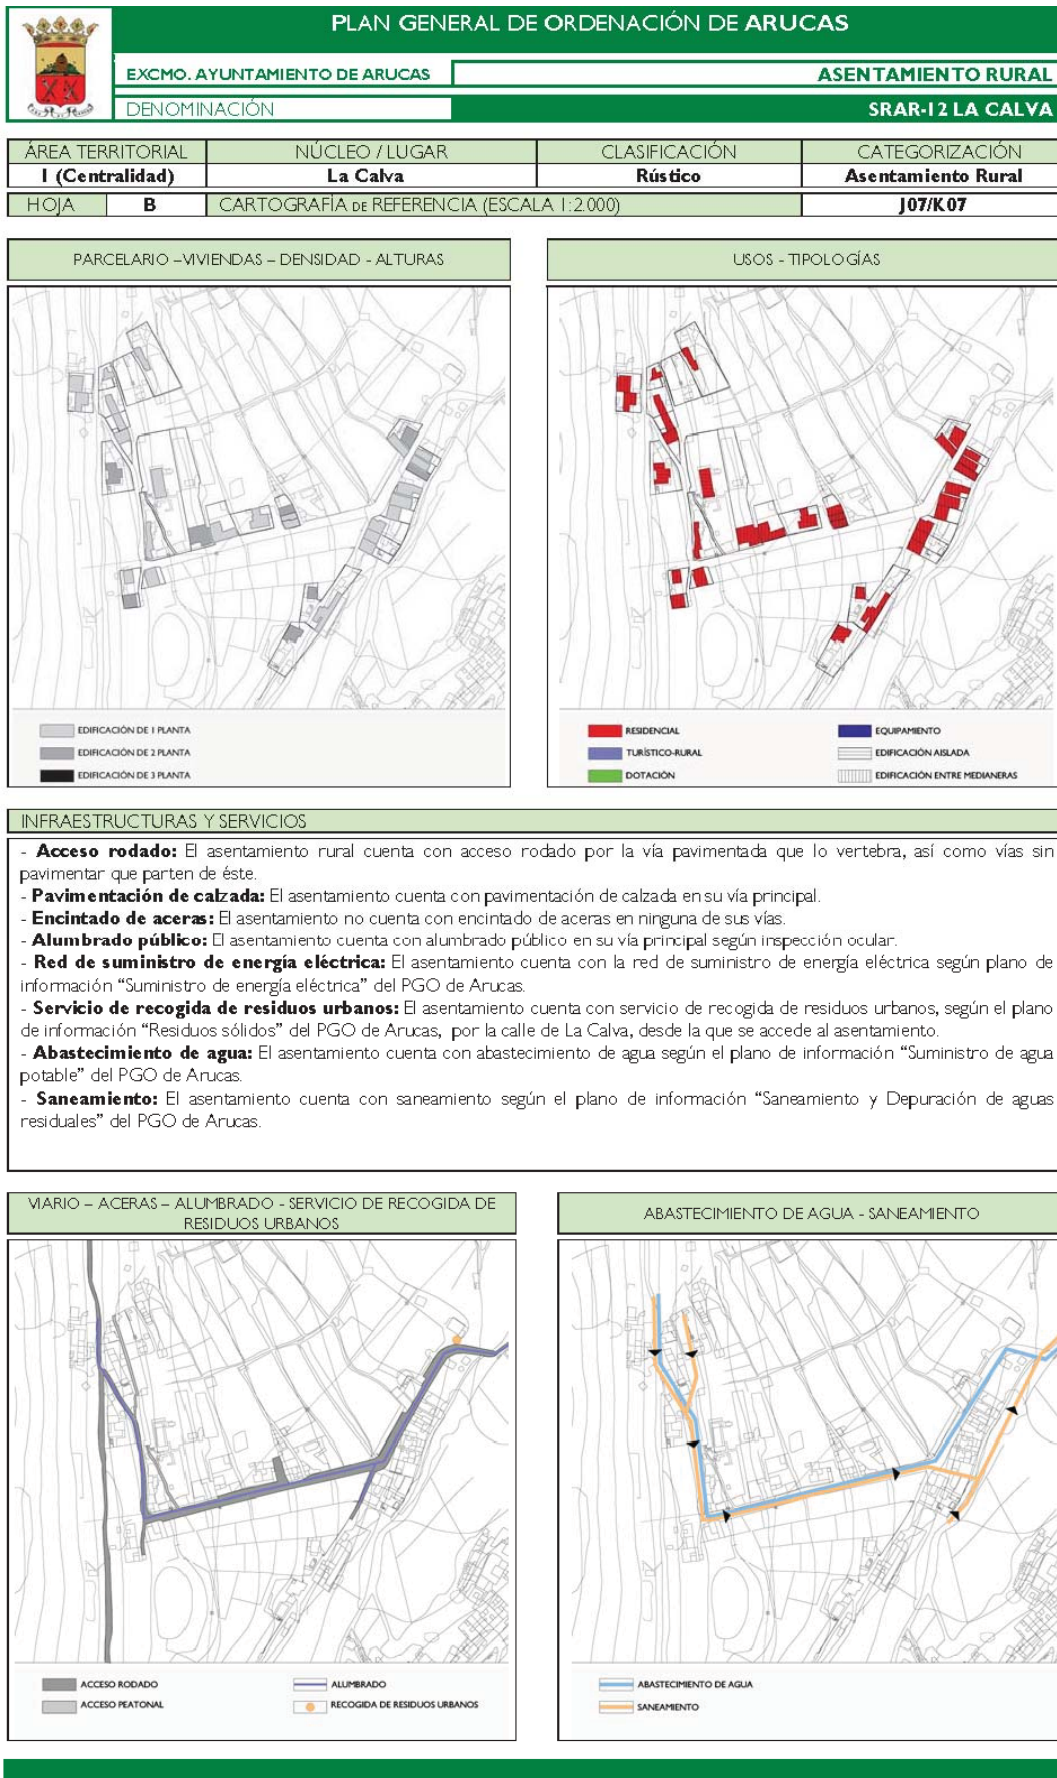 PLAN GENERAL DE ORDENACIÓN DE ARUCAS
EXCMO. AYUNTAMIENTO DE ARUCAS
ASENTAMIENTO RURAL
DENOMINACIÓN
SRAR-12 LA CALVA
ÁREA TERRITORIAL
NÚCLEO / LUGAR
CLASIFICACIÓN
CATEGORIZACIÓN
1 (Centralidad)
La Calva
Rústico
Asentamiento Rural
HOJA
B
CARTOGRAFÍA DE REFERENCIA (ESCALA 1:2.000)
J07/K07
PARCELARIO –VIVIENDAS – DENSIDAD - ALTURAS
USOS - TIPOLOGÍAS
EDIFICACIÓN DE 1 PLANTA
EDIFICACIÓN DE 2 PLANTA
EDIFICACIÓN DE 3 PLANTA
RESIDENCIAL
TURÍSTICO-RURAL
DOTACIÓN
EQUIPAMIENTO
EDIFICACIÓN AISLADA
EDIFICACIÓN ENTRE MEDIANERAS
INFRAESTRUCTURAS Y SERVICIOS
- Acceso rodado: El asentamiento rural cuenta con acceso rodado por la vía pavimentada que lo vertebra, así como vías sin
pavimentar que parten de éste.
- Pavimentación de calzada: El asentamiento cuenta con pavimentación de calzada en su vía principal.
- Encintado de aceras: El asentamiento no cuenta con encintado de aceras en ninguna de sus vías.
- Alumbrado público: El asentamiento cuenta con alumbrado público en su vía principal según inspección ocular.
- Red de suministro de energía eléctrica: El asentamiento cuenta con la red de suministro de energía eléctrica según plano de
información “Suministro de energía eléctrica” del PGO de Arucas.
- Servicio de recogida de residuos urbanos: El asentamiento cuenta con servicio de recogida de residuos urbanos, según el plano
de información “Residuos sólidos” del PGO de Arucas, por la calle de La Calva, desde la que se accede al asentamiento.
- Abastecimiento de agua: El asentamiento cuenta con abastecimiento de agua según el plano de información “Suministro de agua
potable” del PGO de Arucas.
- Saneamiento: El asentamiento cuenta con saneamiento según el plano de información “Saneamiento y Depuración de aguas
residuales” del PGO de Arucas.
VIARIO – ACERAS – ALUMBRADO - SERVICIO DE RECOGIDA DE
RESIDUOS URBANOS
ABASTECIMIENTO DE AGUA - SANEAMIENTO
ACCESO RODADO
ACCESO PEATONAL
ALUMBRADO
RECOGIDA DE RESIDUOS URBANOS
ABASTECIMIENTO DE AGUA
SANEAMIENTO